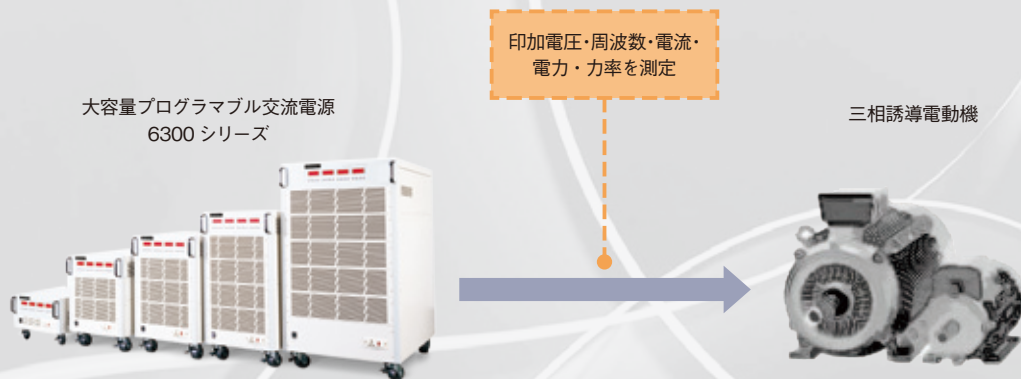 印加電圧・周波数・電流・
電力・力率を測定
大容量プログラマブル交流電源
6300 シリーズ
三相誘導電動機